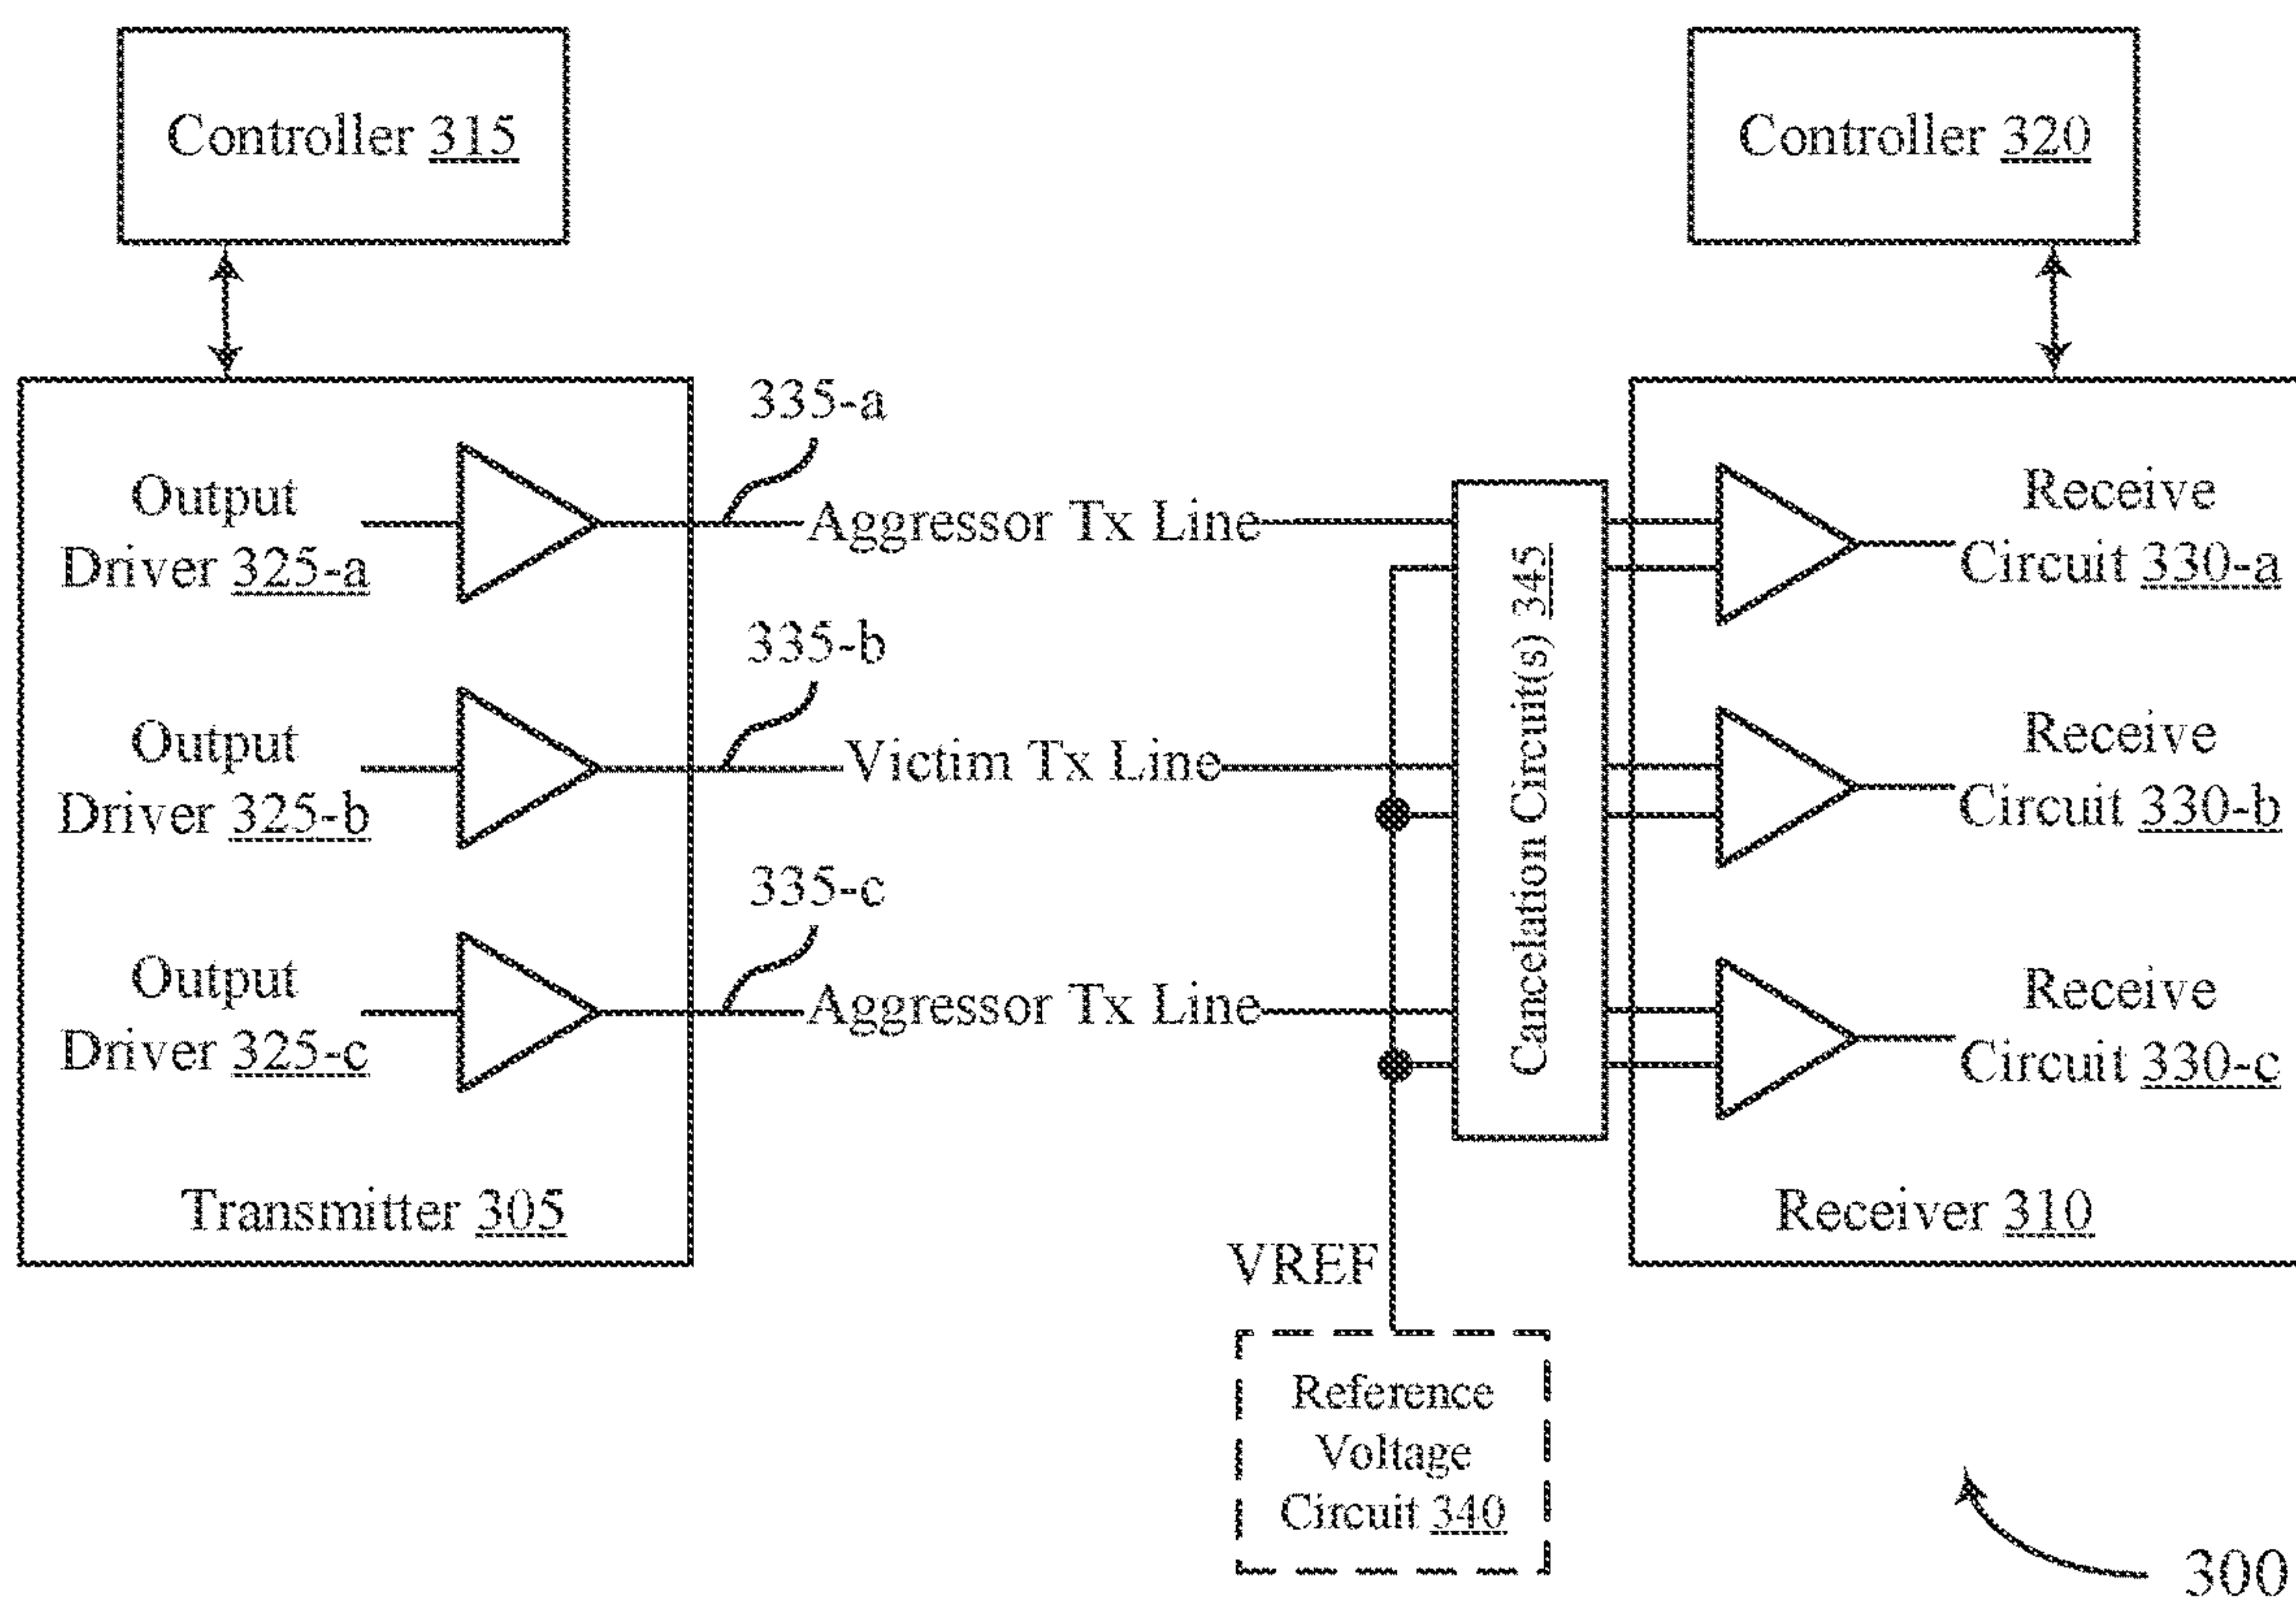 Controller 315
Controller 320
335-a
Output
Driver 325-a
Aggressor Tx Line
Receive
Circuit 330-a
335-b
Output
Driver 325-b
Victim Tx Line
Receive
Circuit 330-b
335-c
Output
Driver 325-c
Aggressor Tx Line
Receive
Circuit 330-c
Cancelation Circuit(s) 345
Transmitter 305
Receiver 310
VREF
Reference
Voltage
Circuit 340
300